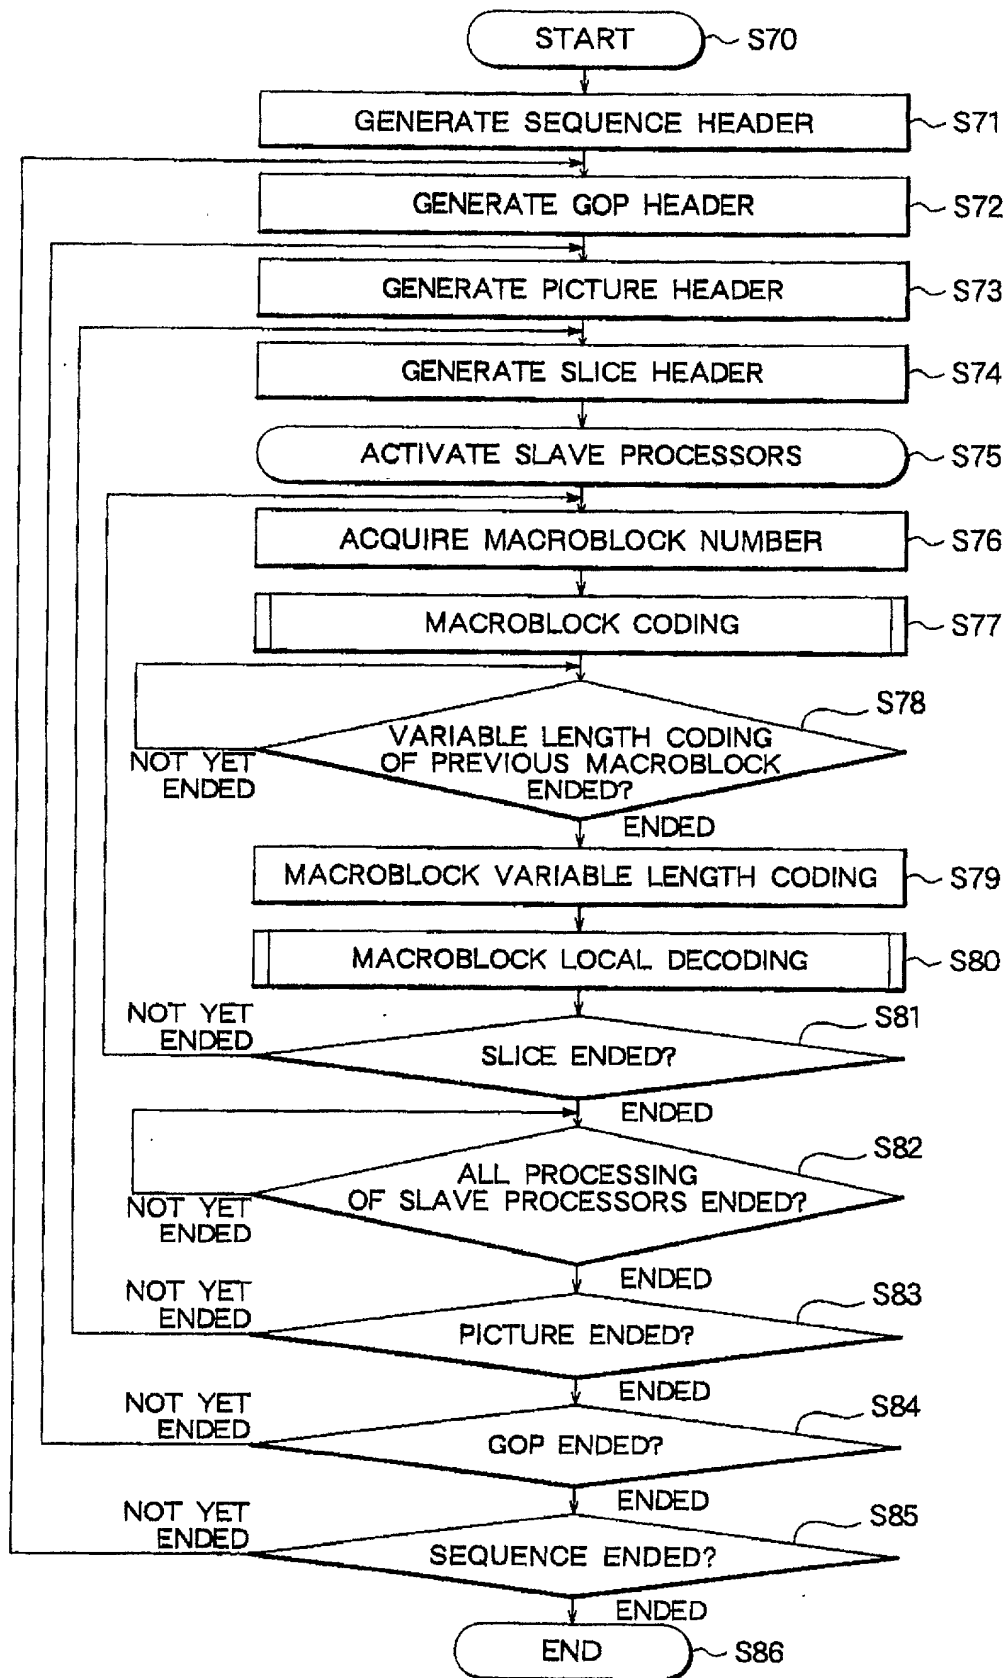 START
S70
GENERATE SEQUENCE HEADER
S71
GENERATE GOP HEADER
S72
GENERATE PICTURE HEADER
S73
GENERATE SLICE HEADER
S74
ACTIVATE SLAVE PROCESSORS
S75
ACQUIRE MACROBLOCK NUMBER
S76
MACROBLOCK CODING
S77
S78
VARIABLE LENGTH CODING
OF PREVIOUS MACROBLOCK
ENDED?
NOT YET
ENDED
ENDED
MACROBLOCK VARIABLE LENGTH CODING
S79
MACROBLOCK LOCAL DECODING
S80
NOT YET
ENDED
S81
SLICE ENDED?
ENDED
S82
ALL PROCESSING
OF SLAVE PROCESSORS ENDED?
NOT YET
ENDED
ENDED
NOT YET
ENDED
S83
PICTURE ENDED?
ENDED
NOT YET
ENDED
S84
GOP ENDED?
ENDED
NOT YET
ENDED
S85
SEQUENCE ENDED?
ENDED
END
S86